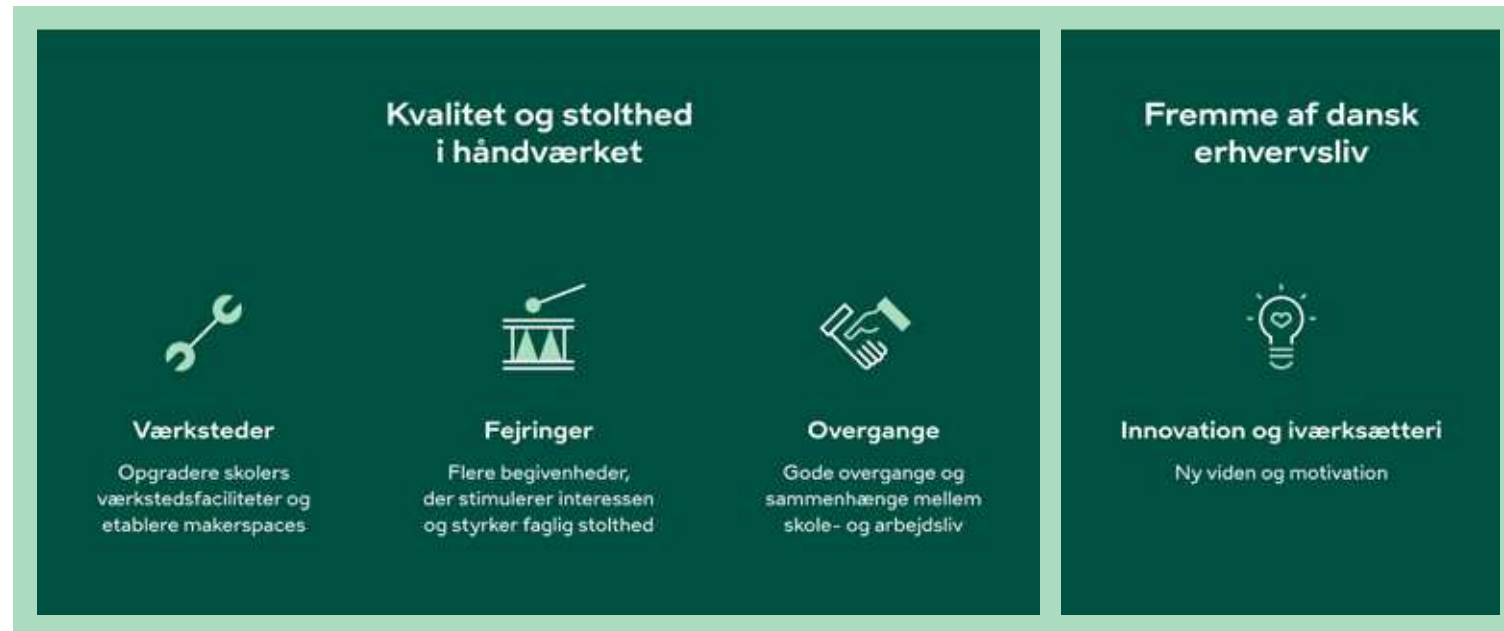 Kvalitet og stolthed
i håndværket
Værksteder
Opgradere skolers
værkstedsfaciliteter og
etablere makerspaces
Fejringer
Flere begivenheder,
der stimulerer interessen
og styrker faglig stolthed
Overgange
Gode overgange og
sammenhænge mellem
skole- og arbejdsliv
Fremme af dansk
erhvervsliv
Innovation og iværksætteri
Ny viden og motivation